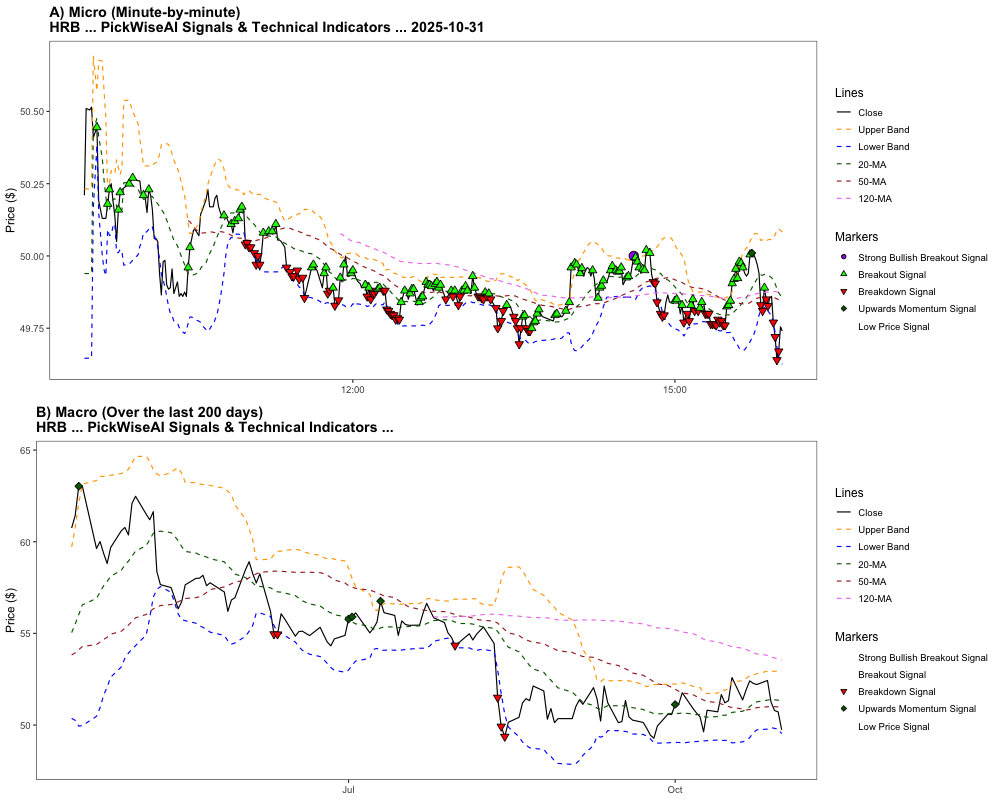 A) Micro (Minute-by-minute)
HRB ... PickWiseAI Signals & Technical Indicators ... 2025-10-31
Price ($)
50.50
50.25
50.00
49.75
12:00
15:00
Lines
Close
Upper Band
Lower Band
20-MA
50-MA
120-MA
Markers
Strong Bullish Breakout Signal
Breakout Signal
Breakdown Signal
Upwards Momentum Signal
Low Price Signal
B) Macro (Over the last 200 days)
HRB ... PickWiseAI Signals & Technical Indicators ...
Price ($)
65
60
55
50
Jul
Oct
Lines
Close
Upper Band
Lower Band
20-MA
50-MA
120-MA
Markers
Strong Bullish Breakout Signal
Breakout Signal
Breakdown Signal
Upwards Momentum Signal
Low Price Signal